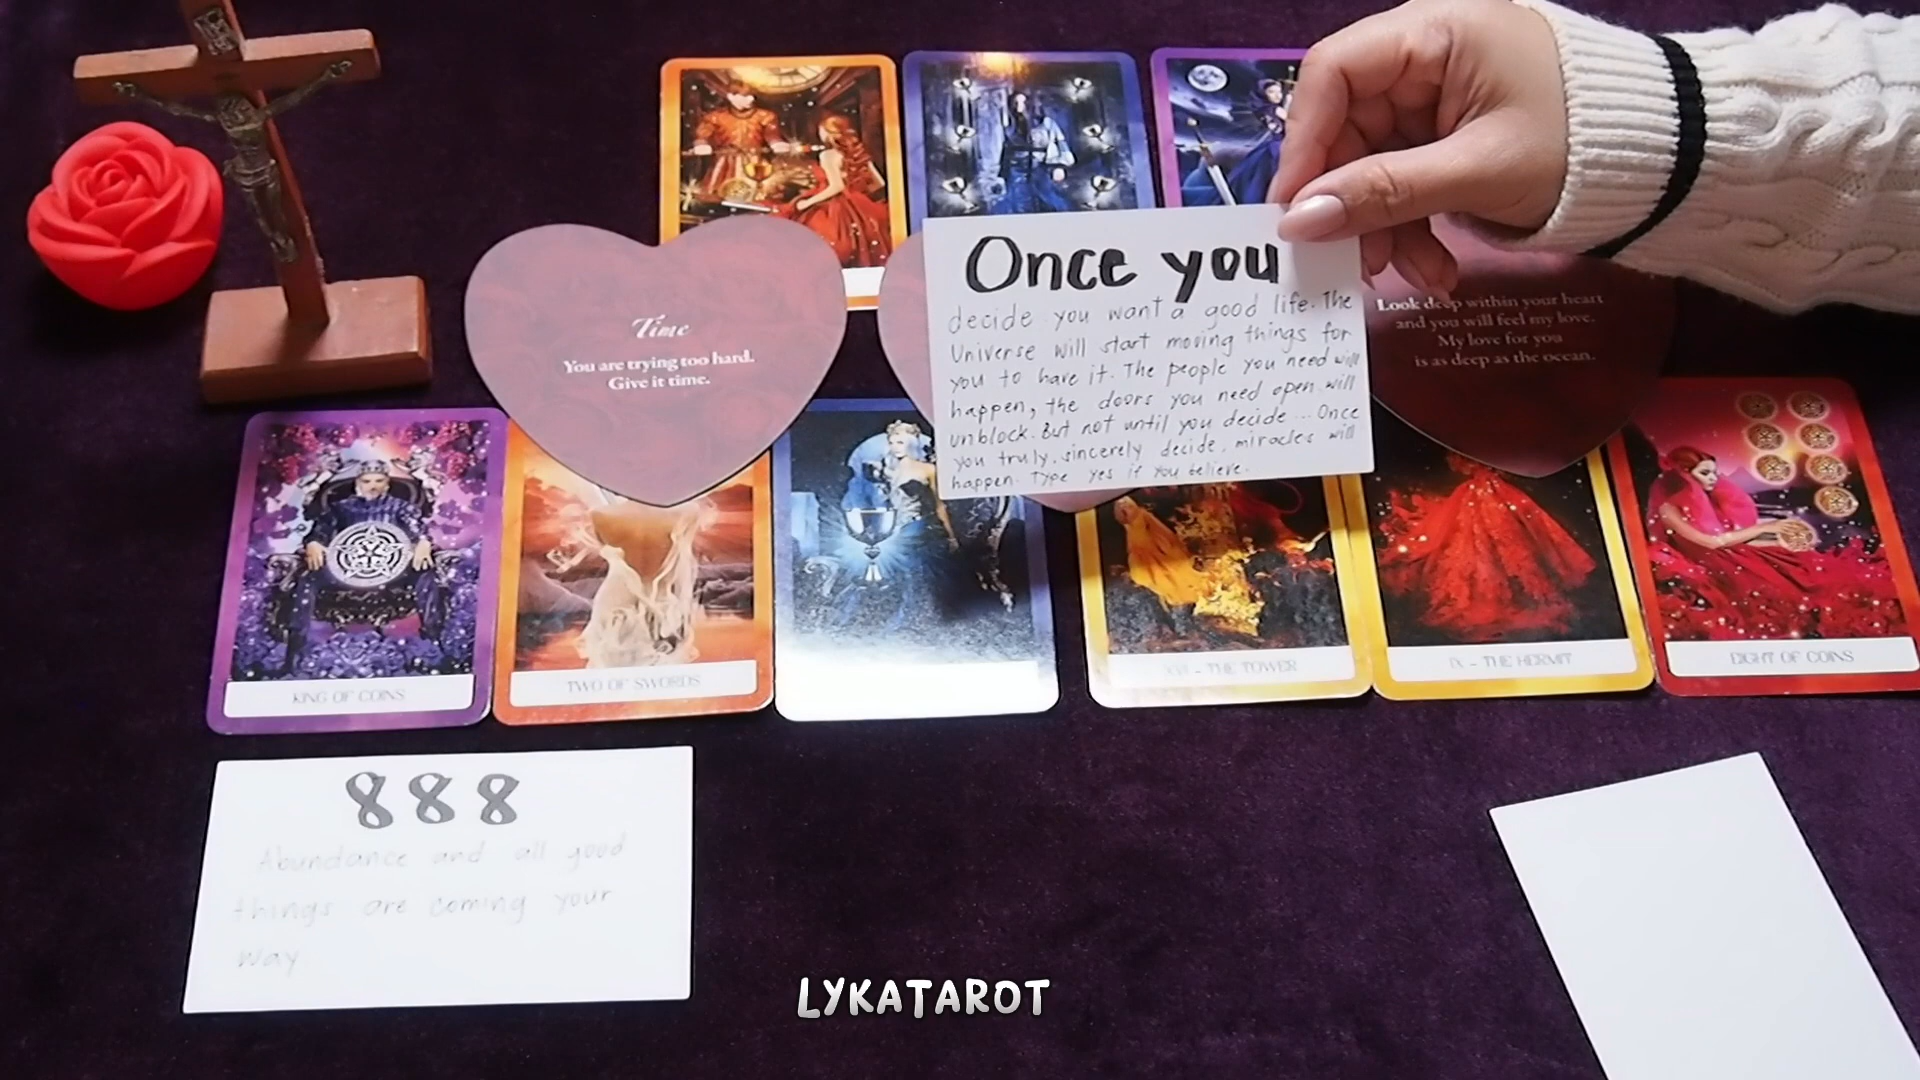 Once you
decide you want a good life. The
Universe will start moving things for
you to have it. The people you need will
happen, the doors you need open will
unblock. But not until you decide... Once
you truly, sincerely decide, miracles will
happen. Type yes if you believe.
Time
You are trying too hard.
Give it time.
Look deep within your heart
and you will feel my love.
My love for you
is as deep as the ocean.
KING OF COINS
TWO OF SWORDS
XVI - THE TOWER
IX - THE HERMIT
EIGHT OF COINS
888
Abundance and all good
things are coming your
way
LYKATAROT